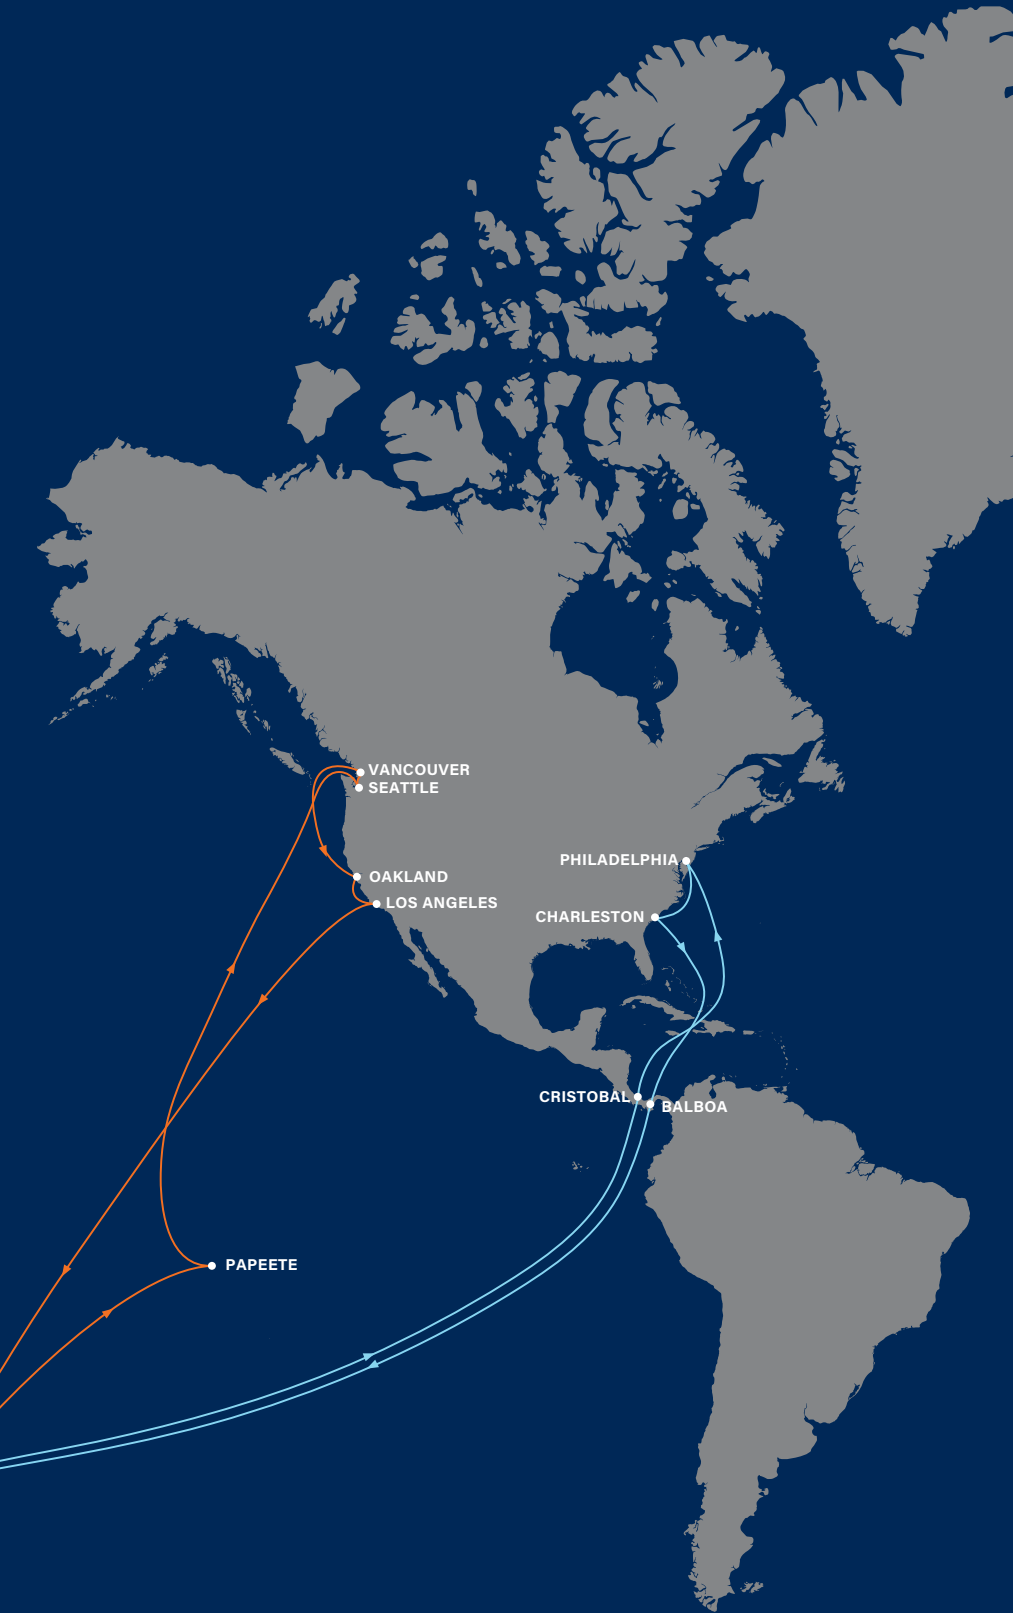 VANCOUVER
SEATTLE
PHILADELPHIA
OAKLAND
LOS ANGELES
CHARLESTON
CRISTOBAL
BALBOA
PAPEETE